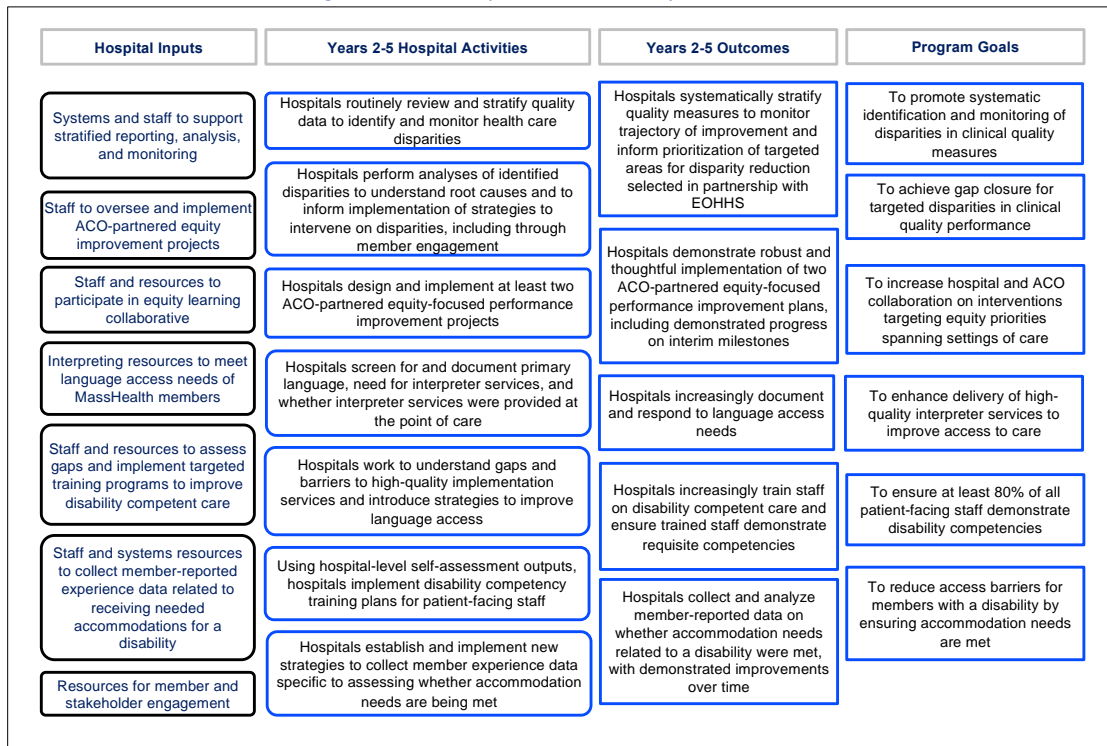 Hospital Inputs
Systems and staff to support
stratified reporting, analysis,
and monitoring
Staff to oversee and implement
ACO-partnered equity
improvement projects
Staff and resources to
participate in equity learning
collaborative
Interpreting resources to meet
language access needs of
MassHealth members
Staff and resources to assess
gaps and implement targeted
training programs to improve
disability competent care
Staff and systems resources
to collect member-reported
experience data related to
receiving needed
accommodations for a
disability
Resources for member and
stakeholder engagement
Years 2-5 Hospital Activities
Hospitals routinely review and stratify quality
data to identify and monitor health care
disparities
Hospitals perform analyses of identified
disparities to understand root causes and to
inform implementation of strategies to
intervene on disparities, including through
member engagement
Hospitals design and implement at least two
ACO-partnered equity-focused performance
improvement projects
Hospitals screen for and document primary
language, need for interpreter services, and
whether interpreter services were provided at
the point of care
Hospitals work to understand gaps and
barriers to high-quality implementation
services and introduce strategies to improve
language access
Using hospital-level self-assessment outputs,
hospitals implement disability competency
training plans for patient-facing staff
Hospitals establish and implement new
strategies to collect member experience data
specific to assessing whether accommodation
needs are being met
Years 2-5 Outcomes
Hospitals systematically stratify
quality measures to monitor
trajectory of improvement and
inform prioritization of targeted
areas for disparity reduction
selected in partnership with
EOHHS
Hospitals demonstrate robust and
thoughtful implementation of two
ACO-partnered equity-focused
performance improvement plans,
including demonstrated progress
on interim milestones
Hospitals increasingly document
and respond to language access
needs
Hospitals increasingly train staff
on disability competent care and
ensure trained staff demonstrate
requisite competencies
Hospitals collect and analyze
member-reported data on
whether accommodation needs
related to a disability were met,
with demonstrated improvements
over time
Program Goals
To promote systematic
identification and monitoring of
disparities in clinical quality
measures
To achieve gap closure for
targeted disparities in clinical
quality performance
To increase hospital and ACO
collaboration on interventions
targeting equity priorities
spanning settings of care
To enhance delivery of high-
quality interpreter services to
improve access to care
To ensure at least 80% of all
patient-facing staff demonstrate
disability competencies
To reduce access barriers for
members with a disability by
ensuring accommodation needs
are met